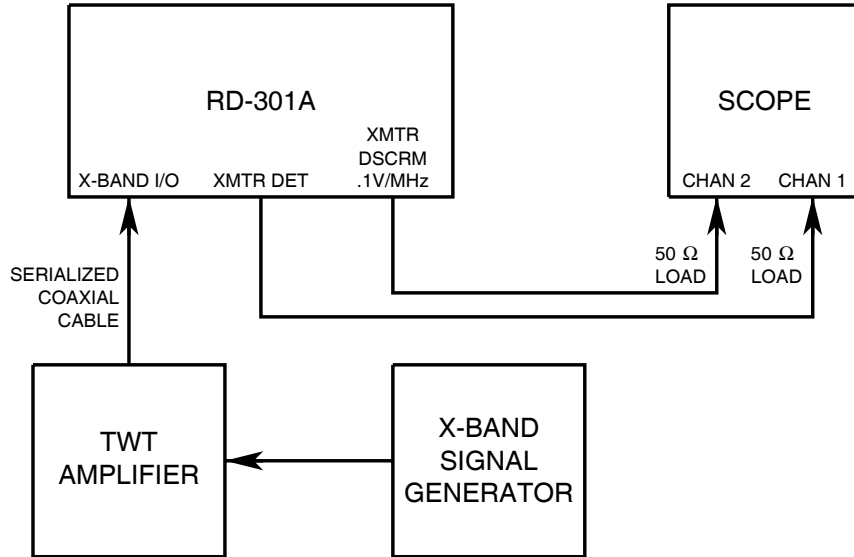 RD-301A
SCOPE
XMTR
DSCRM
.1V/MHz
X-BAND I/O
XMTR DET
CHAN 2
CHAN 1
50 Ω
LOAD
50 Ω
LOAD
SERIALIZED
COAXIAL
CABLE
TWT
AMPLIFIER
X-BAND
SIGNAL
GENERATOR